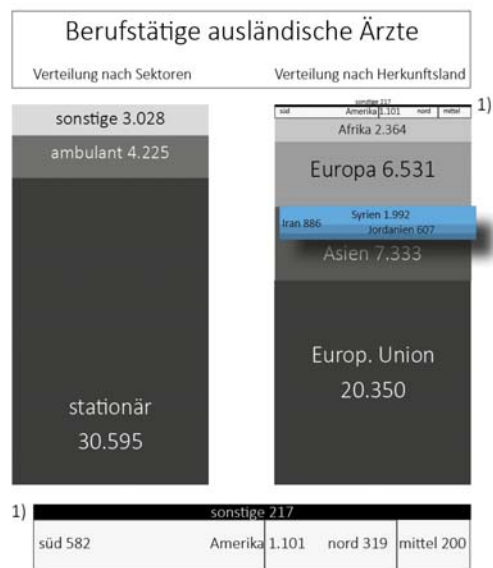 Berufstätige ausländische Ärzte
Verteilung nach Sektoren
Verteilung nach Herkunftsland
sonstige 3.028
ambulant 4.225
stationär
30.595
sonstige 217
süd Amerika 1.101 nord mittel
1)
Afrika 2.364
Europa 6.531
Syrien 1.992
Iran 886
Jordanien 607
Asien 7.333
Europ. Union
20.350
1)
sonstige 217
süd 582 Amerika 1.101 nord 319 mittel 200